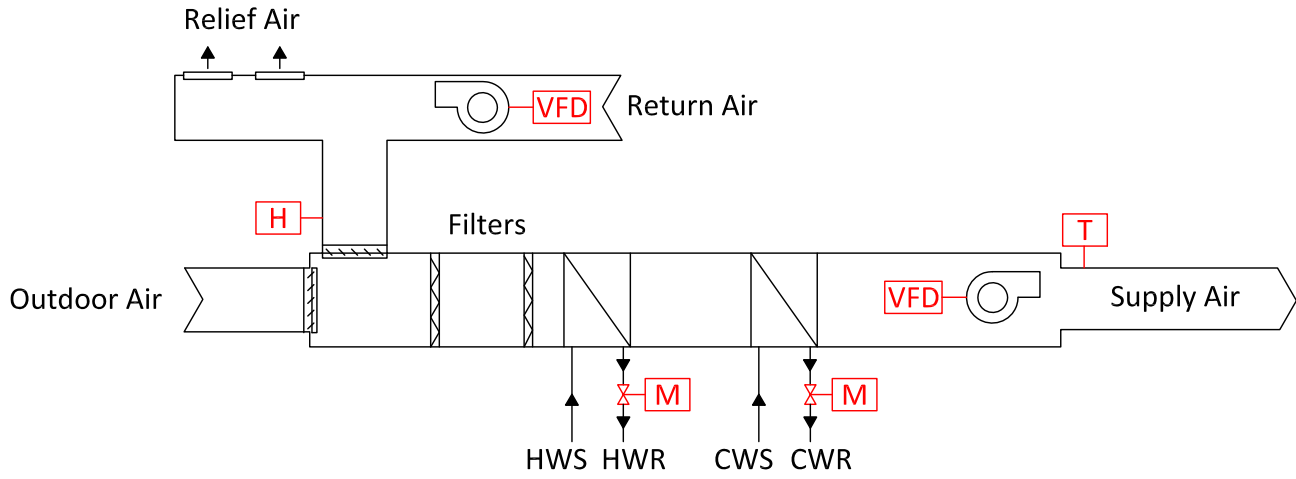 Relief Air
VFD
Return Air
H
Filters
T
Outdoor Air
VFD
Supply Air
M
M
HWS HWR CWS CWR